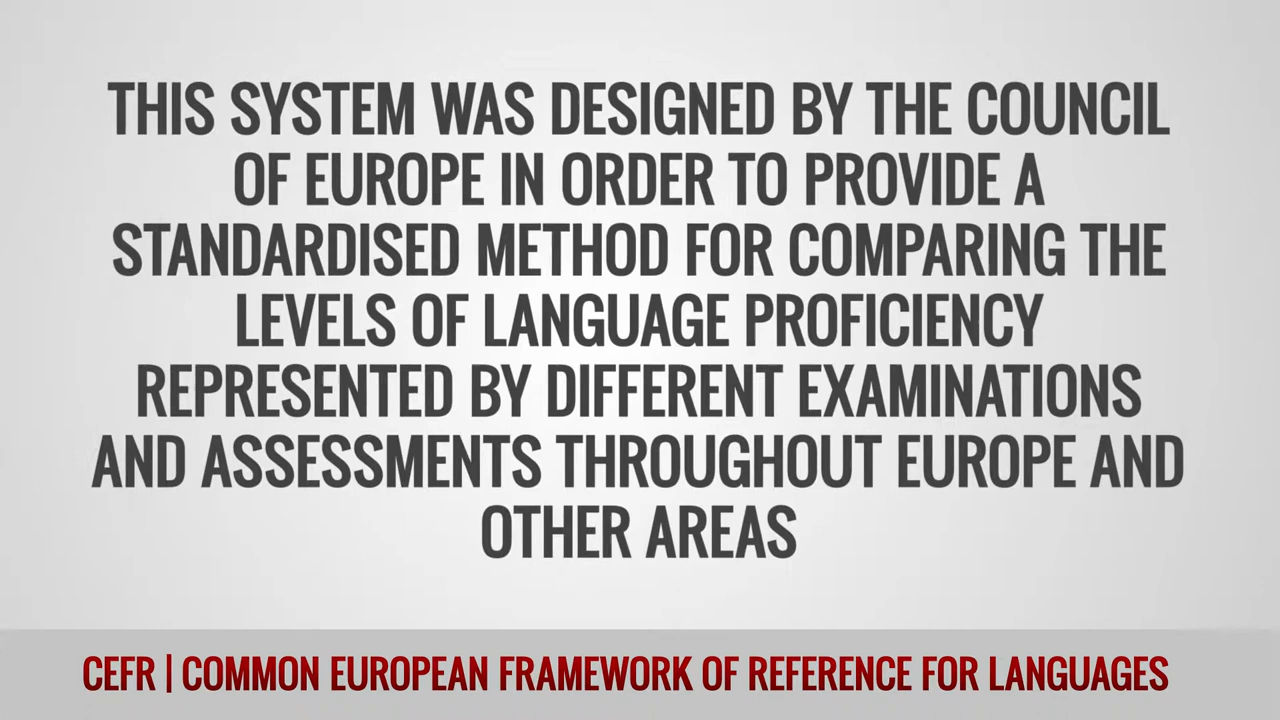 THIS SYSTEM WAS DESIGNED BY THE COUNCIL
OF EUROPE IN ORDER TO PROVIDE A
STANDARDISED METHOD FOR COMPARING THE
LEVELS OF LANGUAGE PROFICIENCY
REPRESENTED BY DIFFERENT EXAMINATIONS
AND ASSESSMENTS THROUGHOUT EUROPE AND
OTHER AREAS
CEFR | COMMON EUROPEAN FRAMEWORK OF REFERENCE FOR LANGUAGES